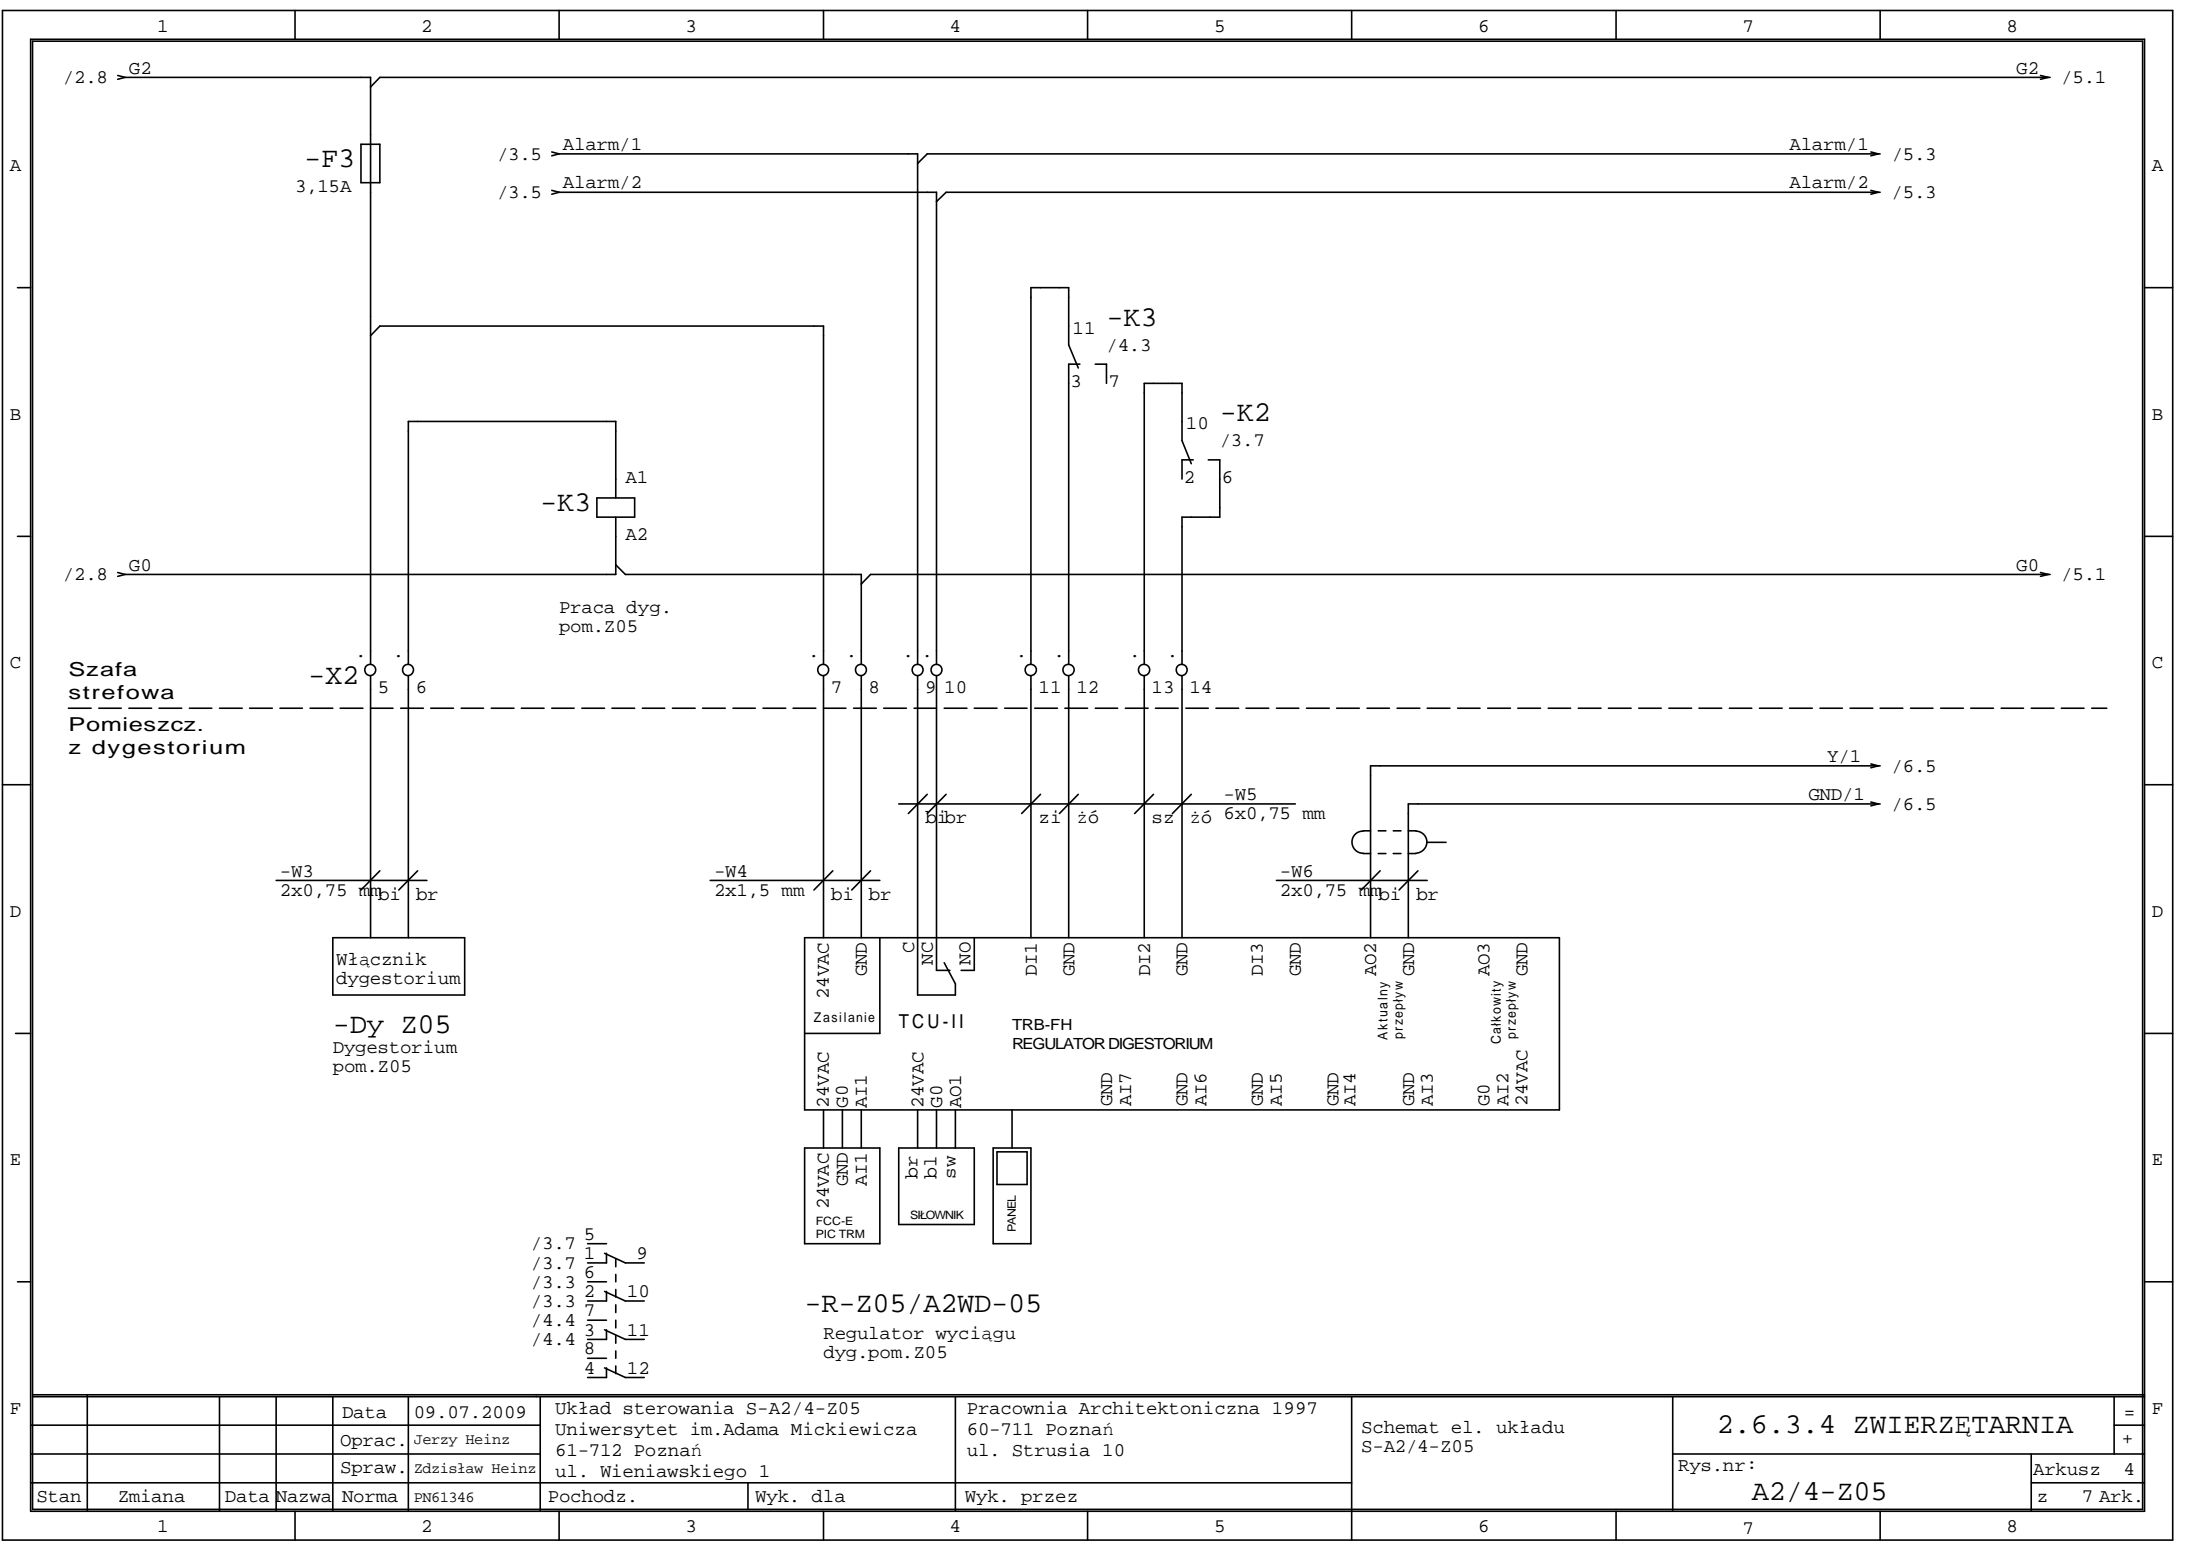 1 2 3 4 5 6 7 8
/2.8 G2 G2 /5.1
A A
-F3
3,15A
/3.5 Alarm/1 Alarm/1 /5.3
/3.5 Alarm/2 Alarm/2 /5.3
11 -K3
/4.3
3 7
B B
10 -K2
/3.7
2 6
A1
-K3
A2
/2.8 G0 G0 /5.1
Praca dyg.
pom.Z05
C C
Szafa
strefowa
-X2 5 6 7 8 9 10 11 12 13 14
Pomieszcz.
z dygestorium
Y/1 /6.5
GND/1 /6.5
-W5
6x0,75 mm
bi br zi żó sz żó
-W3
2x0,75 mm bi br
-W4
2x1,5 mm bi br
-W6
2x0,75 mm bi br
D D
Włącznik
dygestorium
-Dy Z05
Dygestorium
pom.Z05
24VAC GND C NC NO DI1 GND DI2 GND DI3 GND AO2 GND AO3 GND
Zasilanie
TCU-II
TRB-FH
REGULATOR DIGESTORIUM
Aktualny
przepływ
Całkowity
przepływ
24VAC G0 AI1 24VAC G0 AO1 GND AI7 GND AI6 GND AI5 GND AI4 GND AI3 G0 AI2 24VAC
E E
24VAC GND AI1
FCC-E
PIC TRM
br bl sw
SIŁOWNIK
PANEL
/3.7 5
/3.7 1 9
/3.3 6
/3.3 2 10
/4.4 7
/4.4 3 11
8
4 12
-R-Z05/A2WD-05
Regulator wyciągu
dyg.pom.Z05
F F
Data 09.07.2009
Oprac. Jerzy Heinz
Spraw. Zdzisław Heinz
Stan Zmiana Data Nazwa Norma PN61346
Układ sterowania S-A2/4-Z05
Uniwersytet im.Adama Mickiewicza
61-712 Poznań
ul. Wieniawskiego 1
Pochodz. Wyk. dla
Pracownia Architektoniczna 1997
60-711 Poznań
ul. Strusia 10
Wyk. przez
Schemat el. układu
S-A2/4-Z05
2.6.3.4 ZWIERZĘTARNIA
=
+
Rys.nr:
A2/4-Z05
Arkusz 4
z 7 Ark.
1 2 3 4 5 6 7 8